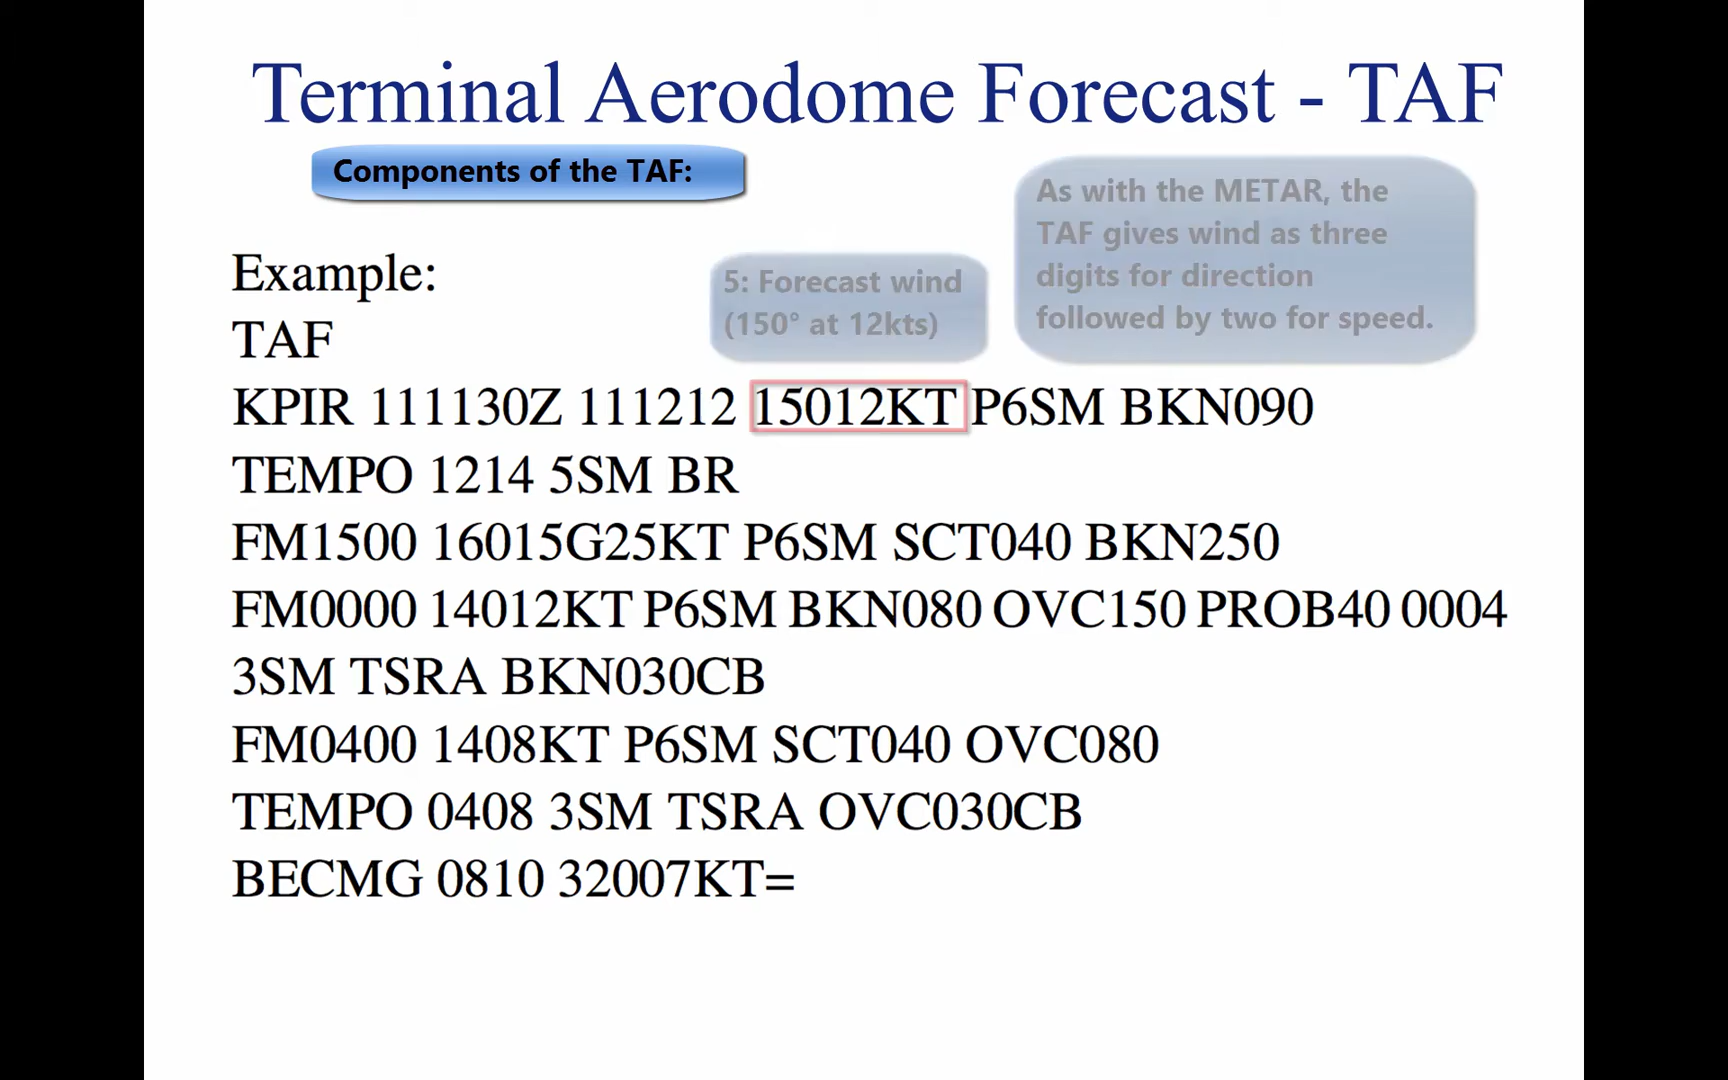 Terminal Aerodome Forecast - TAF
Components of the TAF:
As with the METAR, the
TAF gives wind as three
digits for direction
followed by two for speed.
5: Forecast wind
(150° at 12kts)
Example:
TAF
KPIR 111130Z 111212 15012KT P6SM BKN090
TEMPO 1214 5SM BR
FM1500 16015G25KT P6SM SCT040 BKN250
FM0000 14012KT P6SM BKN080 OVC150 PROB40 0004
3SM TSRA BKN030CB
FM0400 1408KT P6SM SCT040 OVC080
TEMPO 0408 3SM TSRA OVC030CB
BECMG 0810 32007KT=